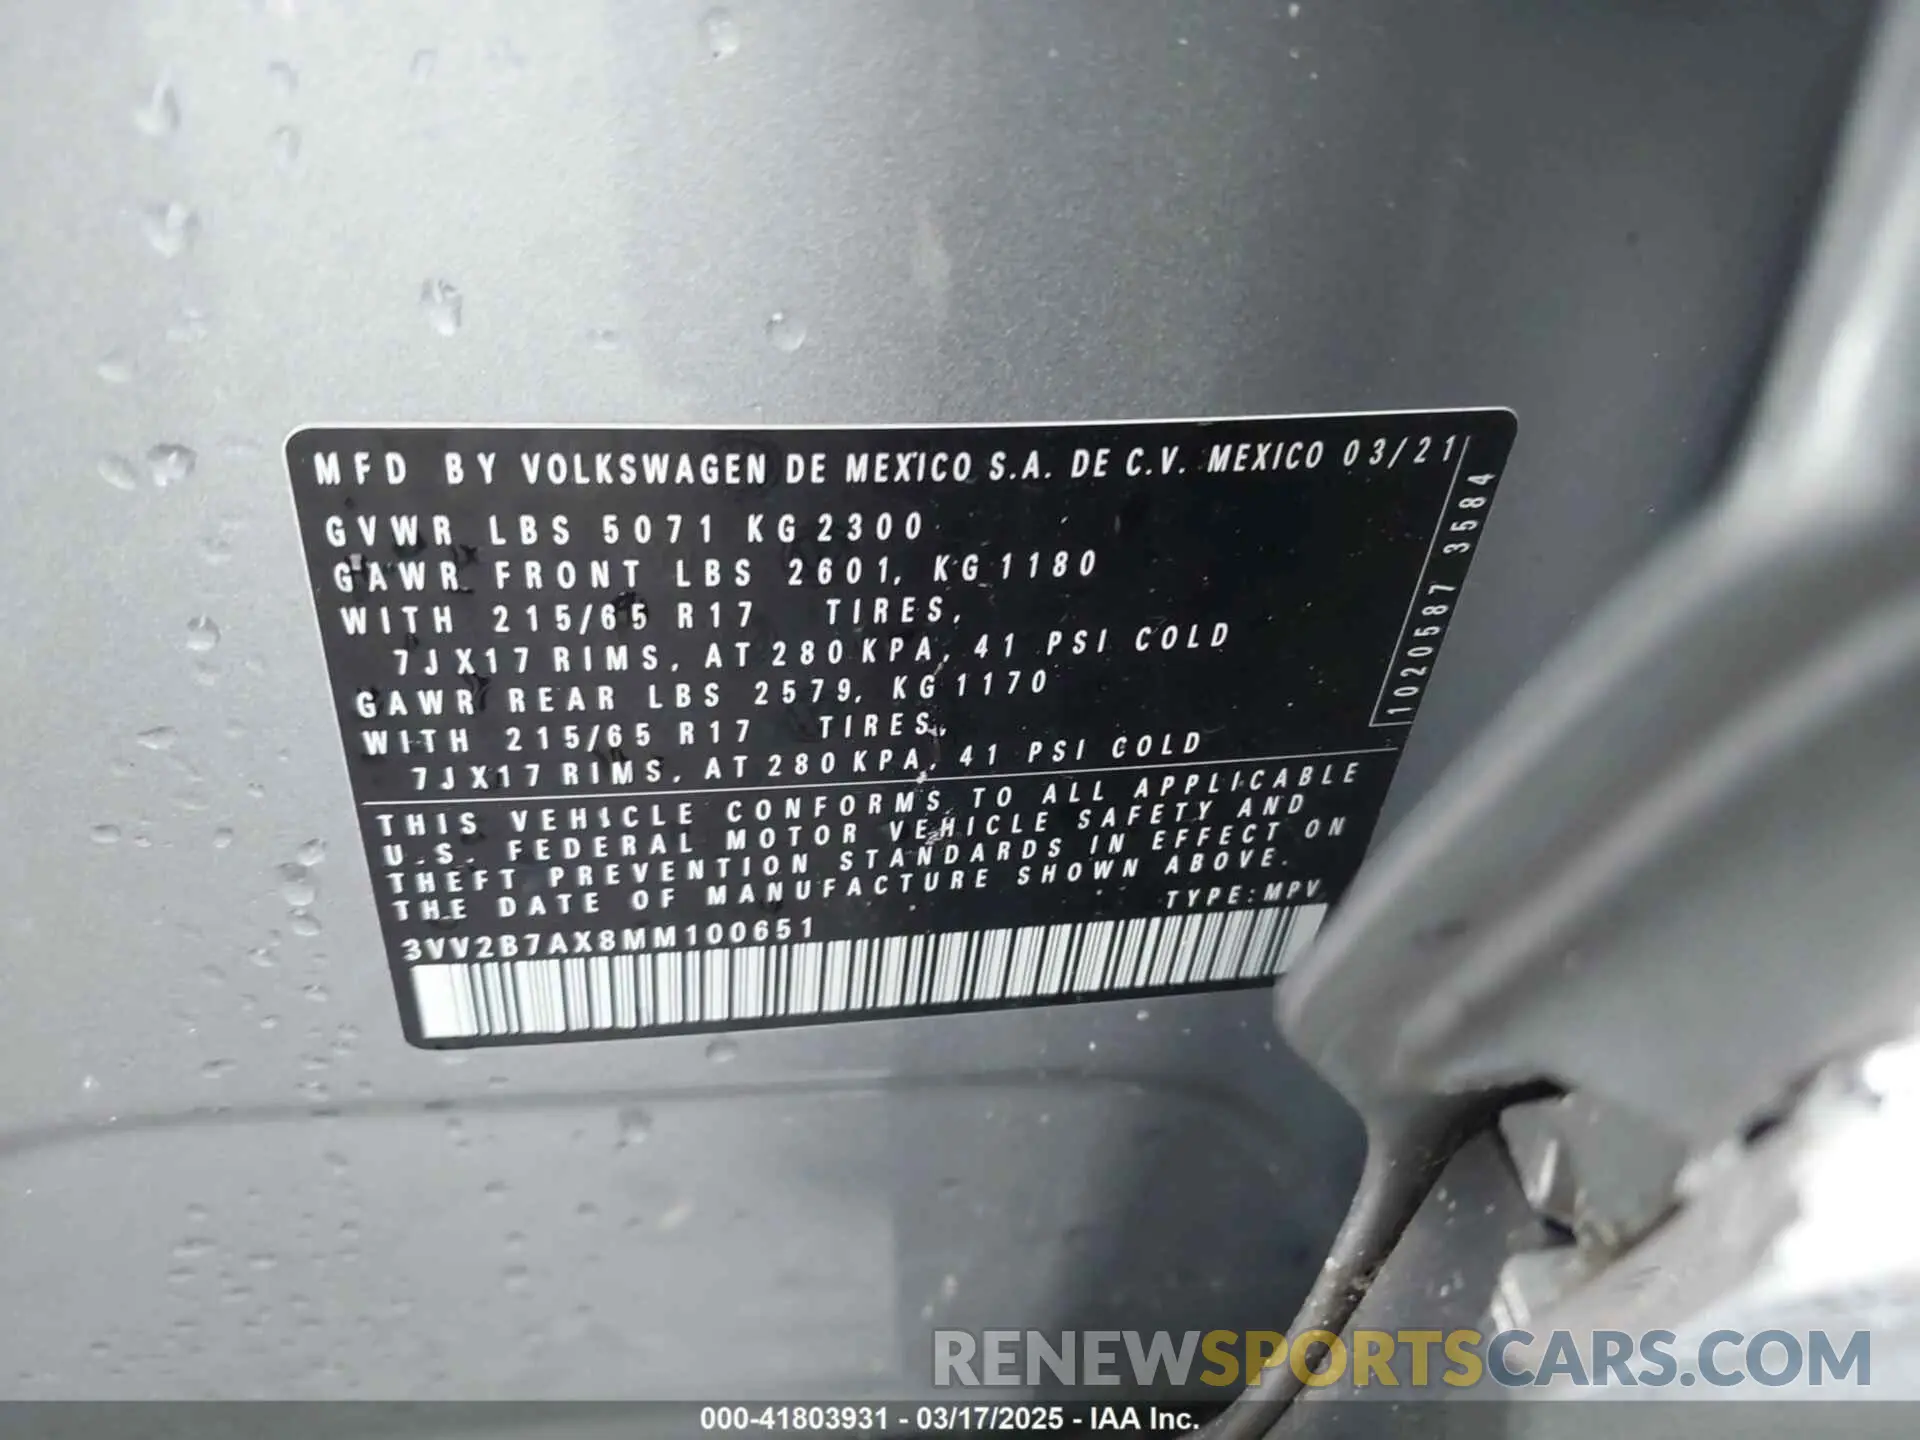 MFD BY VOLKSWAGEN DE MEXICO S.A. DE C.V. MEXICO 03/21
GVWR LBS 5071 KG 2300
GAWR FRONT LBS 2601, KG 1180
WITH 215/65 R17 TIRES,
7JX17 RIMS, AT 280 KPA, 41 PSI COLD
GAWR REAR LBS 2579, KG 1170
WITH 215/65 R17 TIRES,
7JX17 RIMS, AT 280 KPA, 41 PSI COLD
1020587 3584
THIS VEHICLE CONFORMS TO ALL APPLICABLE
U.S. FEDERAL MOTOR VEHICLE SAFETY AND
THEFT PREVENTION STANDARDS IN EFFECT ON
THE DATE OF MANUFACTURE SHOWN ABOVE.
TYPE: MPV
3VV2B7AX8MM100651
RENEWSPORTSCARS.COM
000-41803931 - 03/17/2025 - IAA Inc.